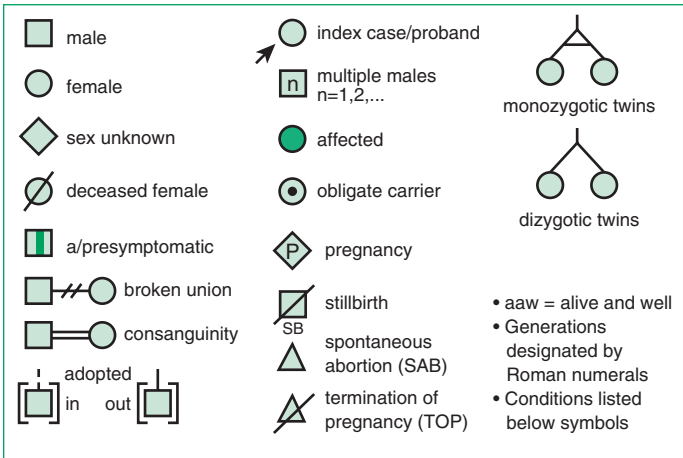 male
female
sex unknown
deceased female
a/presymptomatic
broken union
consanguinity
adopted
in out
index case/proband
n
multiple males
n=1,2,...
affected
obligate carrier
P
pregnancy
stillbirth
SB
spontaneous
abortion (SAB)
termination of
pregnancy (TOP)
monozygotic twins
dizygotic twins
• aaw = alive and well
• Generations
designated by
Roman numerals
• Conditions listed
below symbols